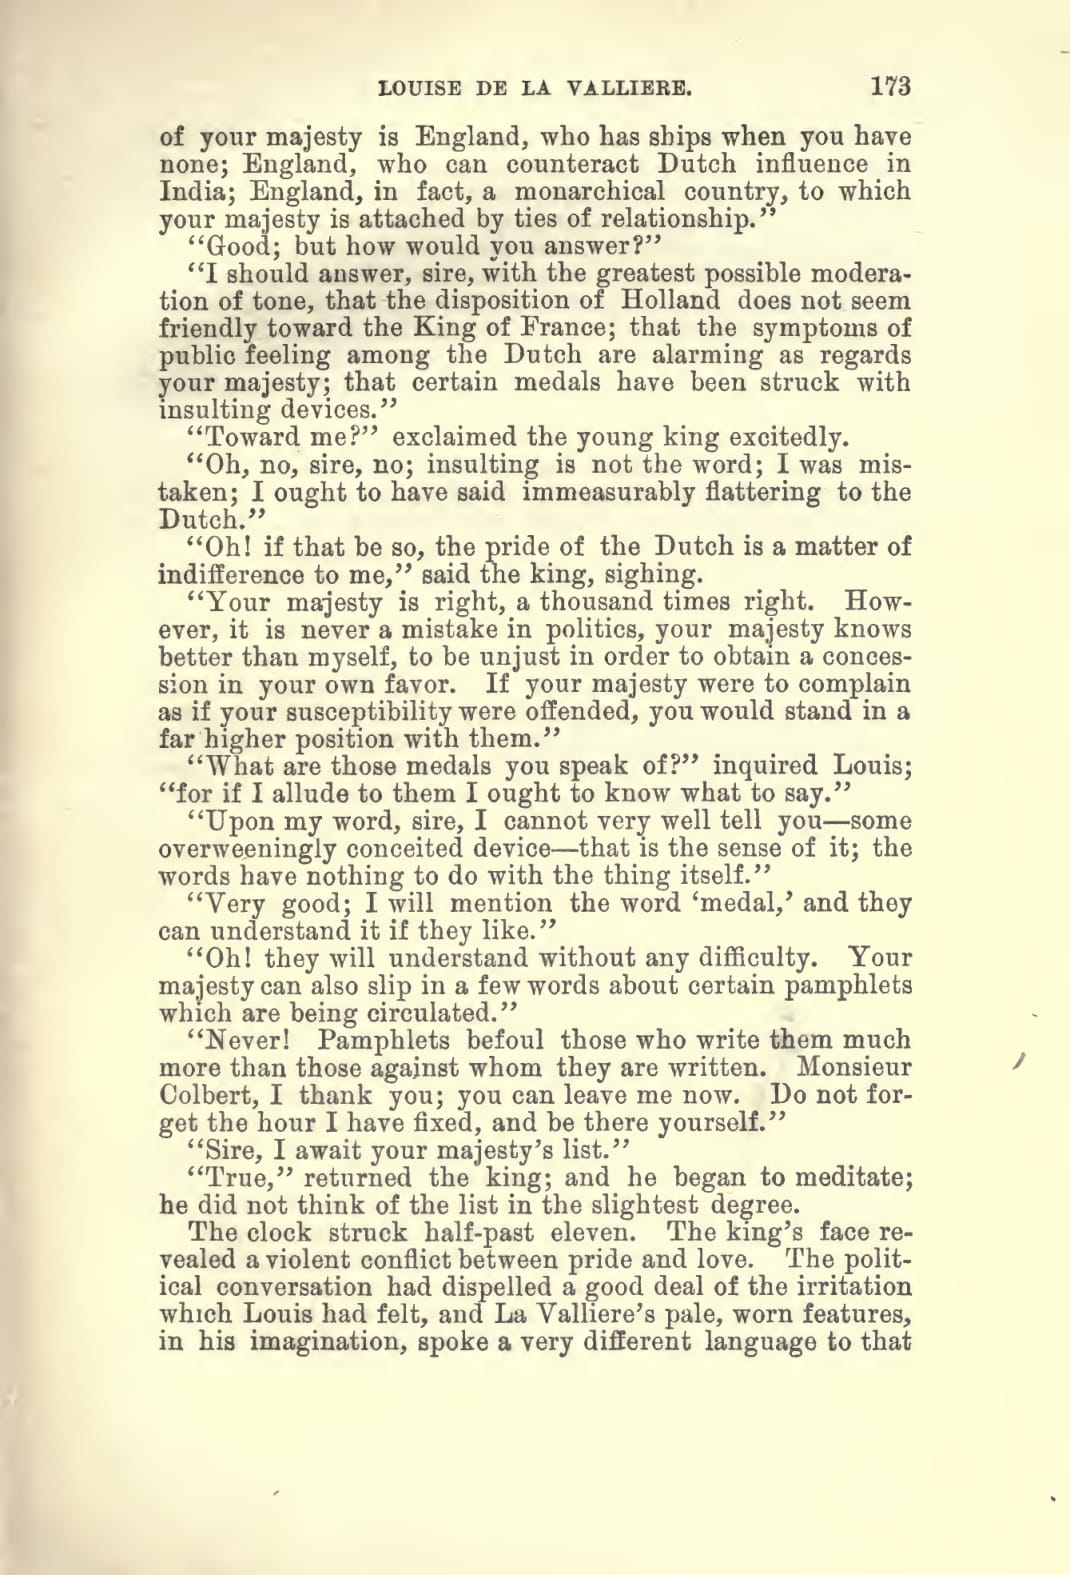 LOUISE DE LA VALLIERE. 173
of your majesty is England, who has ships when you have
none; England, who can counteract Dutch influence in
India; England, in fact, a monarchical country, to which
your majesty is attached by ties of relationship."
"Good; but how would you answer?"
"I should answer, sire, with the greatest possible modera-
tion of tone, that the disposition of Holland does not seem
friendly toward the King of France; that the symptoms of
public feeling among the Dutch are alarming as regards
your majesty; that certain medals have been struck with
insulting devices."
"Toward me?" exclaimed the young king excitedly.
"Oh, no, sire, no; insulting is not the word; I was mis-
taken; I ought to have said immeasurably flattering to the
Dutch."
"Oh! if that be so, the pride of the Dutch is a matter of
indifference to me," said the king, sighing.
"Your majesty is right, a thousand times right. How-
ever, it is never a mistake in politics, your majesty knows
better than myself, to be unjust in order to obtain a conces-
sion in your own favor. If your majesty were to complain
as if your susceptibility were offended, you would stand in a
far higher position with them."
"What are those medals you speak of?" inquired Louis;
"for if I allude to them I ought to know what to say."
"Upon my word, sire, I cannot very well tell you—some
overweeningly conceited device—that is the sense of it; the
words have nothing to do with the thing itself."
"Very good; I will mention the word 'medal,' and they
can understand it if they like."
"Oh! they will understand without any difficulty. Your
majesty can also slip in a few words about certain pamphlets
which are being circulated."
"Never! Pamphlets befoul those who write them much
more than those against whom they are written. Monsieur
Colbert, I thank you; you can leave me now. Do not for-
get the hour I have fixed, and be there yourself."
"Sire, I await your majesty's list."
"True," returned the king; and he began to meditate;
he did not think of the list in the slightest degree.
The clock struck half-past eleven. The king's face re-
vealed a violent conflict between pride and love. The polit-
ical conversation had dispelled a good deal of the irritation
which Louis had felt, and La Valliere's pale, worn features,
in his imagination, spoke a very different language to that